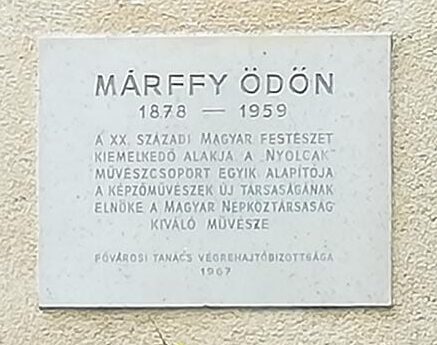 MÁRFFY ÖDÖN
1878 — 1959
A XX. SZÁZADI MAGYAR FESTÉSZET
KIEMELKEDŐ ALAKJA A „NYOLCAK”
MŰVÉSZCSOPORT EGYIK ALAPÍTÓJA
A KÉPZŐMŰVÉSZEK ÚJ TÁRSASÁGÁNAK
ELNÖKE A MAGYAR NÉPKÖZTÁRSASÁG
KIVÁLÓ MŰVÉSZE
FŐVÁROSI TANÁCS VÉGREHAJTÓBIZOTTSÁGA
1967